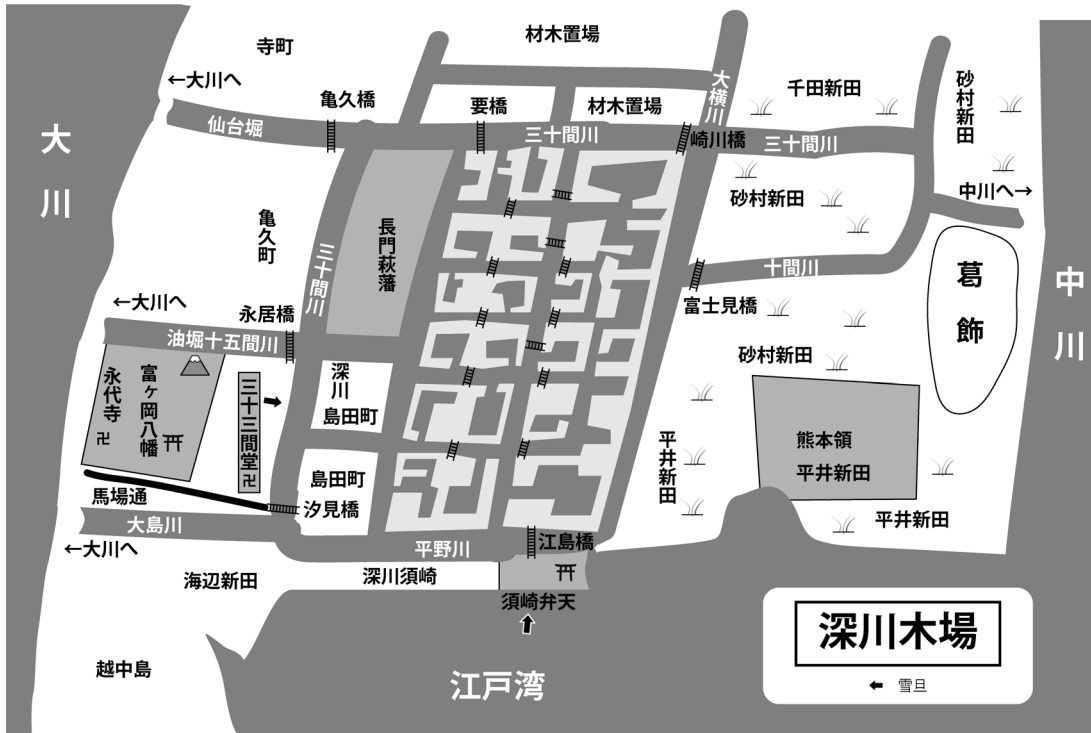 寺町
材木置場
←大川へ
亀久橋
要橋
材木置場
大横川
千田新田
砂村新田
大川
仙台堀
三十間川
崎川橋
三十間川
砂村新田
中川へ→
亀久町
長門萩藩
三十間川
十間川
葛飾
中川
←大川へ
永居橋
富士見橋
油堀十五間川
砂村新田
永代寺
卍
富ヶ岡八幡
三十三間堂卍
深川
島田町
平井新田
熊本領
平井新田
島田町
馬場通
汐見橋
大島川
平井新田
←大川へ
平野川
江島橋
海辺新田
深川須崎
須崎弁天
越中島
江戸湾
深川木場
← 雪旦